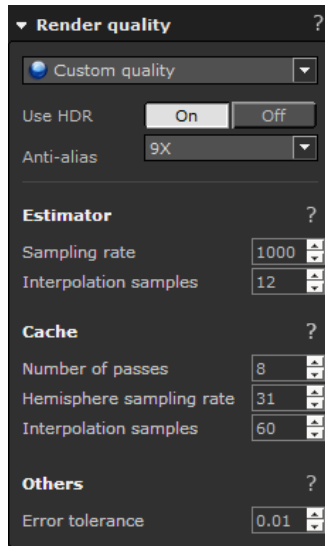 Render quality ?
Custom quality
Use HDR On Off
Anti-alias 9X
Estimator ?
Sampling rate 1000
Interpolation samples 12
Cache ?
Number of passes 8
Hemisphere sampling rate 31
Interpolation samples 60
Others ?
Error tolerance 0.01